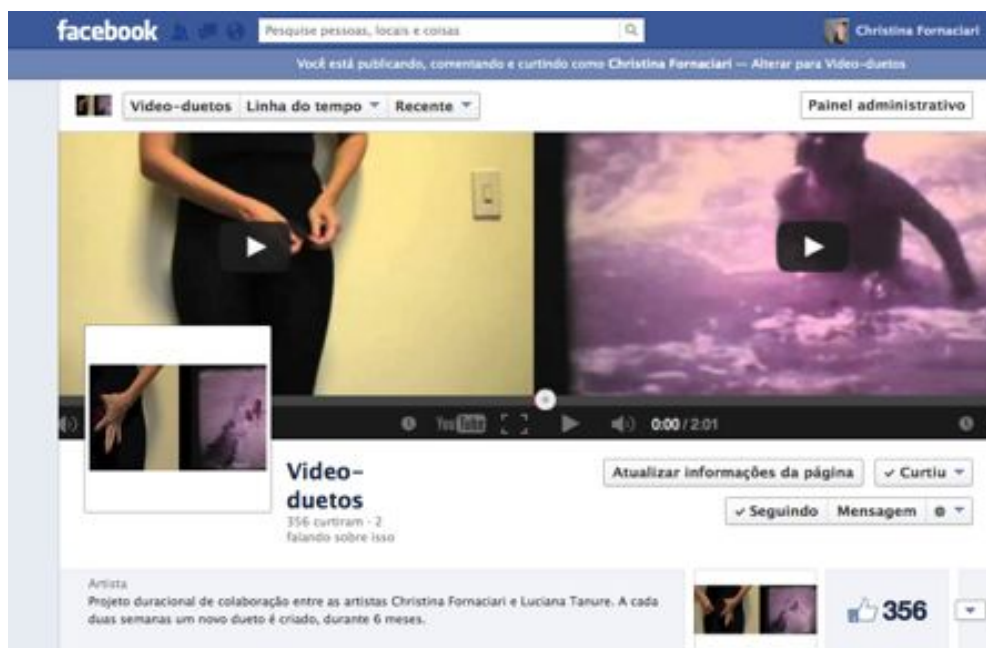 facebook Pesquise pessoas, locais e coisas Christina Fornaciari
Você está publicando, comentando e curtindo como Christina Fornaciari — Alterar para Video-duetos
Video-duetos Linha do tempo Recente Painel administrativo
YouTube 0:00 / 2:01
Video-
duetos
356 curtiram · 2
falando sobre isso
Atualizar informações da página ✓ Curtiu
✓ Seguindo Mensagem
Artista
Projeto duracional de colaboração entre as artistas Christina Fornaciari e Luciana Tanure. A cada
duas semanas um novo dueto é criado, durante 6 meses.
356